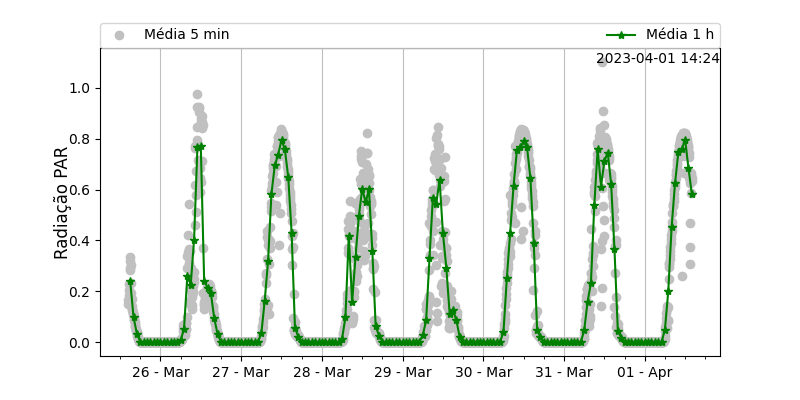 Média 5 min
Média 1 h
2023-04-01 14:24
Radiação PAR
1.0
0.8
0.6
0.4
0.2
0.0
26 - Mar
27 - Mar
28 - Mar
29 - Mar
30 - Mar
31 - Mar
01 - Apr